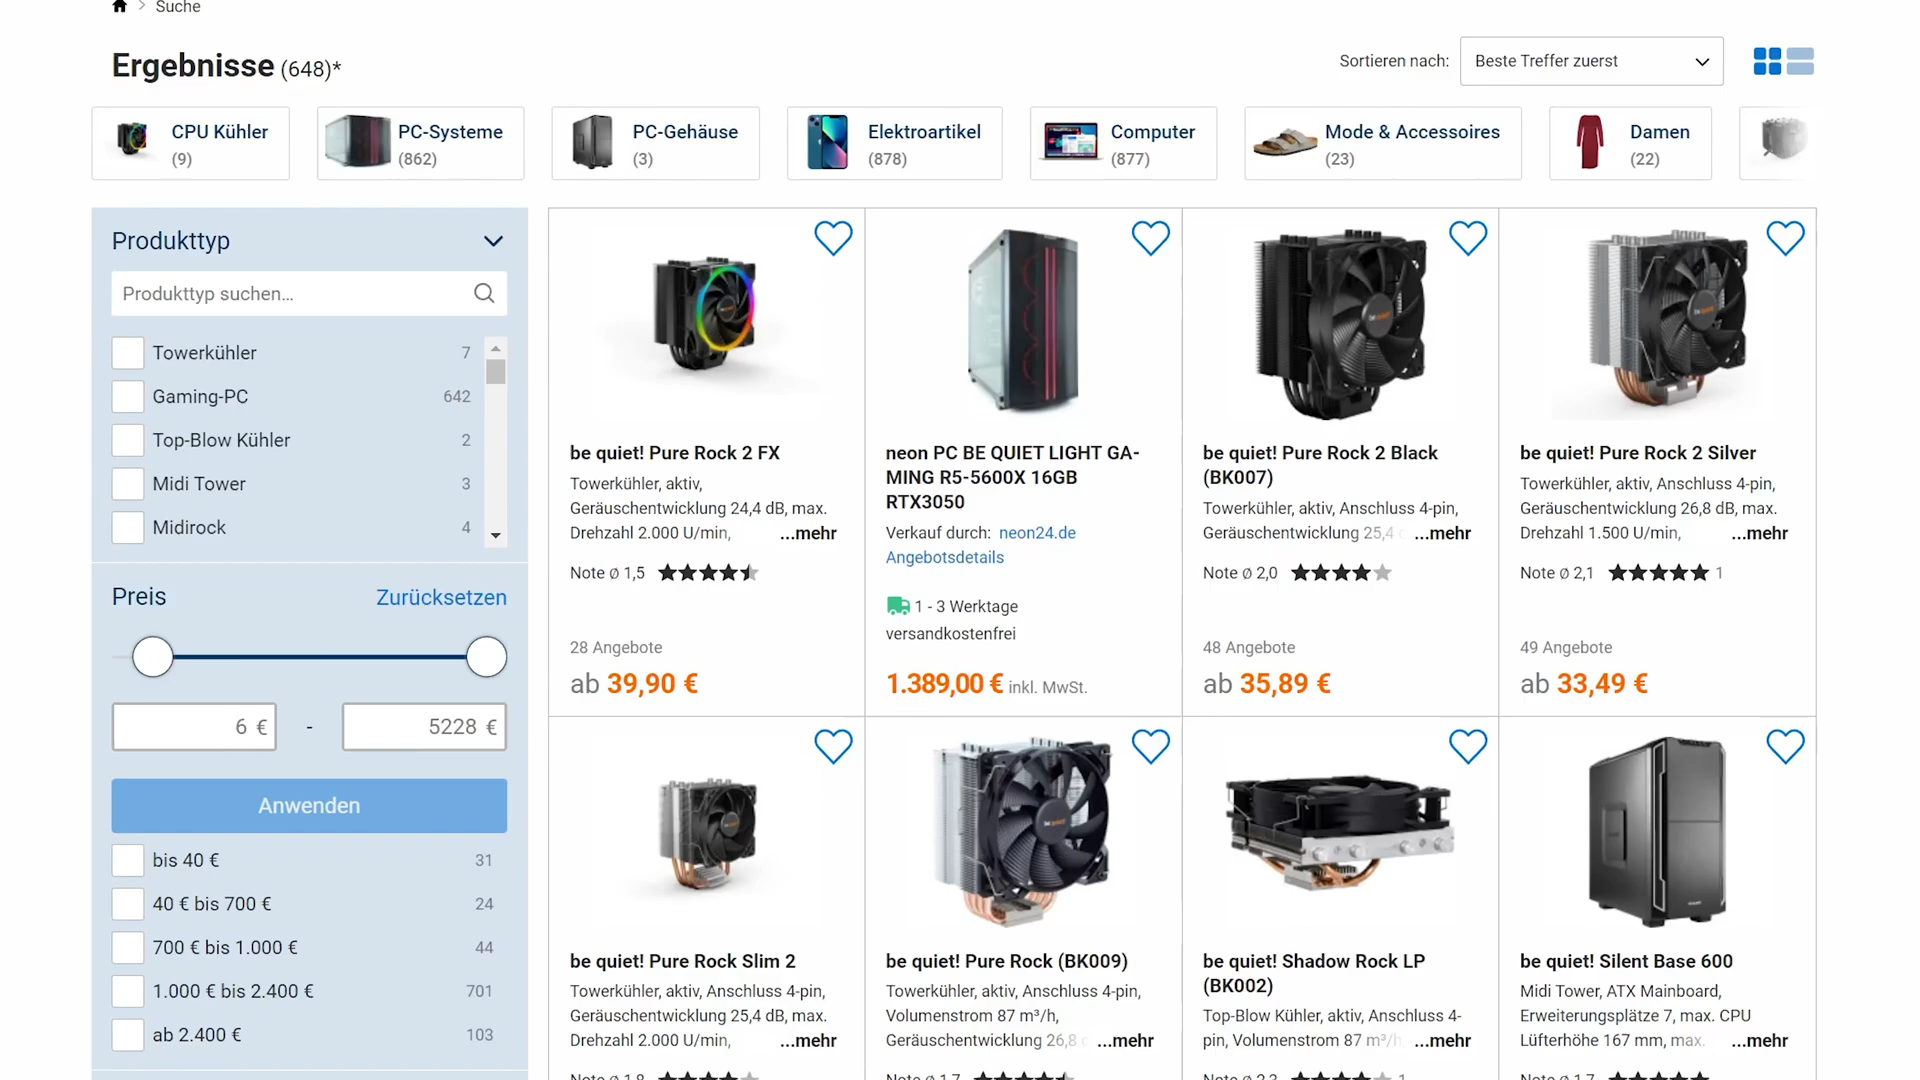 Suche
Ergebnisse (648)*
Sortieren nach:
Beste Treffer zuerst
CPU Kühler
(9)
PC-Systeme
(862)
PC-Gehäuse
(3)
Elektroartikel
(878)
Computer
(877)
Mode & Accessoires
(23)
Damen
(22)
Produkttyp
Produkttyp suchen...
Towerkühler 7
Gaming-PC 642
Top-Blow Kühler 2
Midi Tower 3
Midirock 4
Preis Zurücksetzen
6 € - 5228 €
Anwenden
bis 40 € 31
40 € bis 700 € 24
700 € bis 1.000 € 44
1.000 € bis 2.400 € 701
ab 2.400 € 103
be quiet! Pure Rock 2 FX
Towerkühler, aktiv,
Geräuschentwicklung 24,4 dB, max.
Drehzahl 2.000 U/min, ...mehr
Note ø 1,5
28 Angebote
ab 39,90 €
neon PC BE QUIET LIGHT GA-
MING R5-5600X 16GB
RTX3050
Verkauf durch: neon24.de
Angebotsdetails
1 - 3 Werktage
versandkostenfrei
1.389,00 € inkl. MwSt.
be quiet! Pure Rock 2 Black
(BK007)
Towerkühler, aktiv, Anschluss 4-pin,
Geräuschentwicklung 25,4 ...mehr
Note ø 2,0
48 Angebote
ab 35,89 €
be quiet! Pure Rock 2 Silver
Towerkühler, aktiv, Anschluss 4-pin,
Geräuschentwicklung 26,8 dB, max.
Drehzahl 1.500 U/min, ...mehr
Note ø 2,1 1
49 Angebote
ab 33,49 €
be quiet! Pure Rock Slim 2
Towerkühler, aktiv, Anschluss 4-pin,
Geräuschentwicklung 25,4 dB, max.
Drehzahl 2.000 U/min, ...mehr
Note ø 1,8
be quiet! Pure Rock (BK009)
Towerkühler, aktiv, Anschluss 4-pin,
Volumenstrom 87 m³/h,
Geräuschentwicklung 26,8 ...mehr
Note ø 1,7
be quiet! Shadow Rock LP
(BK002)
Top-Blow Kühler, aktiv, Anschluss 4-
pin, Volumenstrom 87 m³/h ...mehr
Note ø 2,3 1
be quiet! Silent Base 600
Midi Tower, ATX Mainboard,
Erweiterungsplätze 7, max. CPU
Lüfterhöhe 167 mm, max. ...mehr
Note ø 1,7